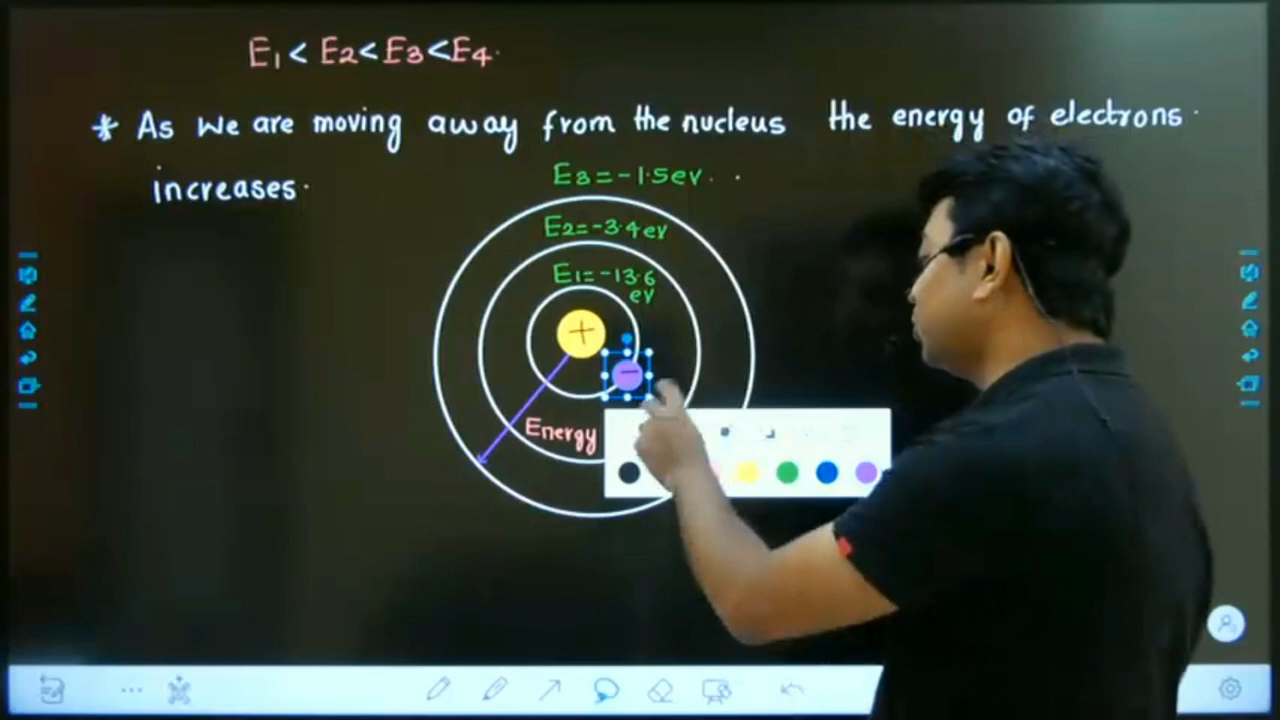 E1 < E2 < E3 < E4.
* As we are moving away from the nucleus the energy of electrons.
increases.
E3 = -1.5ev.
E2 = -3.4ev
E1 = -13.6
ev
+
-
Energy